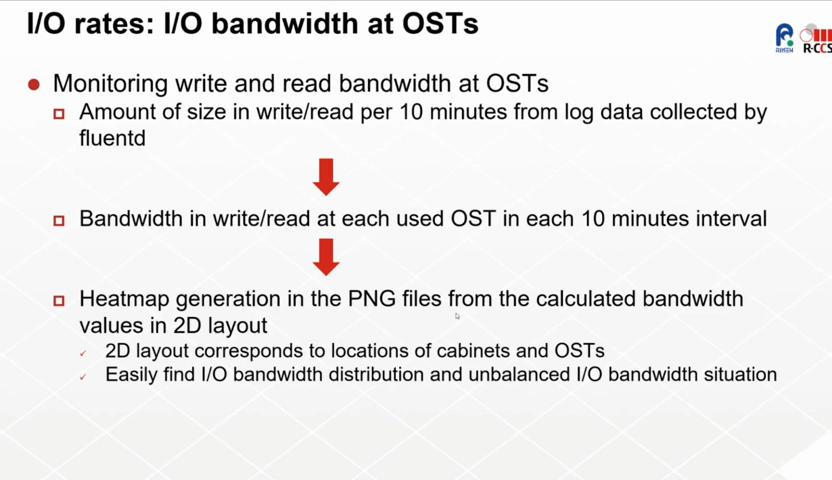 I/O rates: I/O bandwidth at OSTs
RIKEN
R-CCS
Monitoring write and read bandwidth at OSTs
Amount of size in write/read per 10 minutes from log data collected by
fluentd
Bandwidth in write/read at each used OST in each 10 minutes interval
Heatmap generation in the PNG files from the calculated bandwidth
values in 2D layout
2D layout corresponds to locations of cabinets and OSTs
Easily find I/O bandwidth distribution and unbalanced I/O bandwidth situation